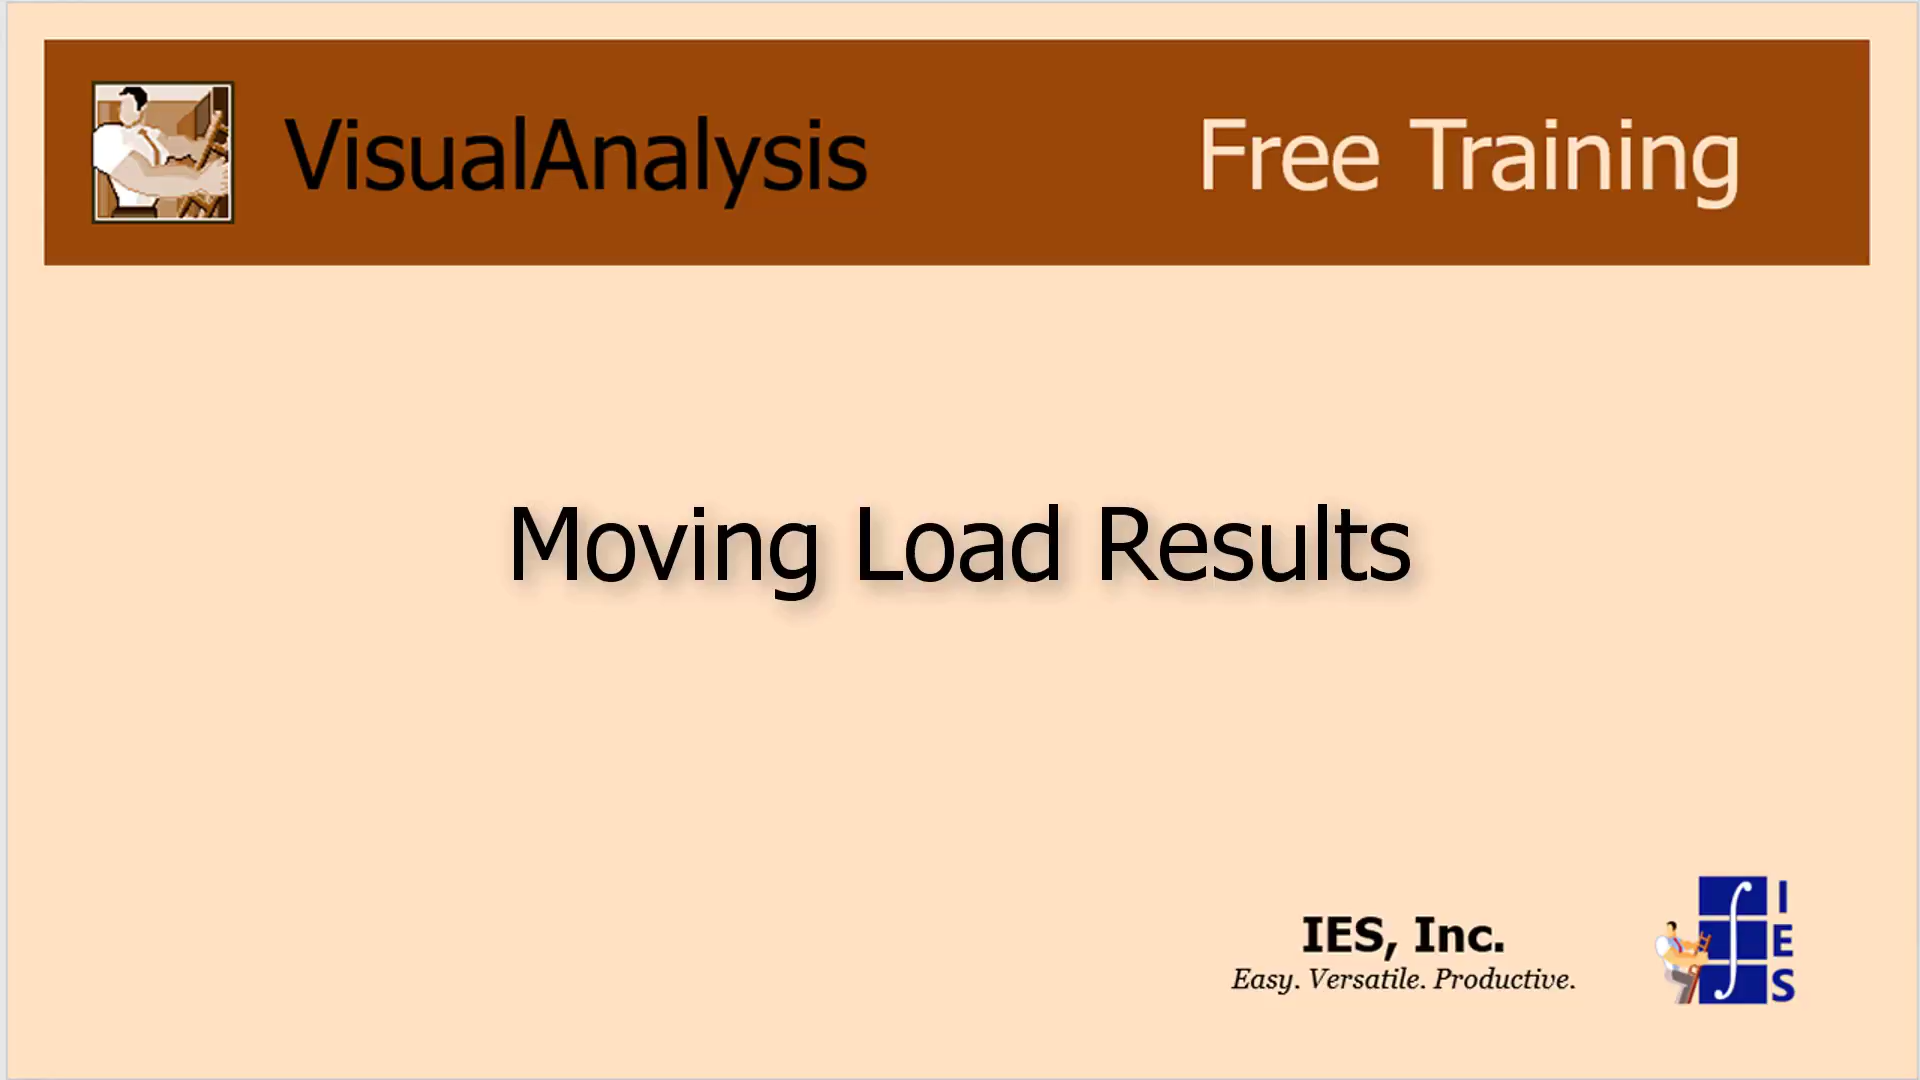 VisualAnalysis Free Training
Moving Load Results
IES, Inc.
Easy. Versatile. Productive.
I
E
S